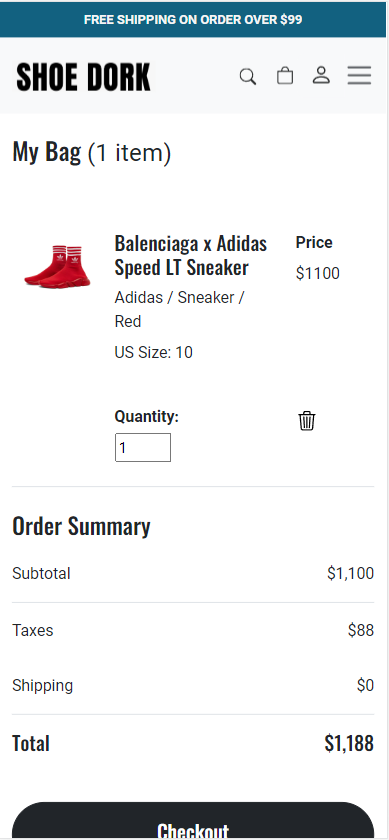 FREE SHIPPING ON ORDER OVER $99
SHOE DORK
My Bag (1 item)
Balenciaga x Adidas
Speed LT Sneaker
Price
$1100
Adidas / Sneaker /
Red
US Size: 10
Quantity:
1
Order Summary
Subtotal $1,100
Taxes $88
Shipping $0
Total $1,188
Checkout